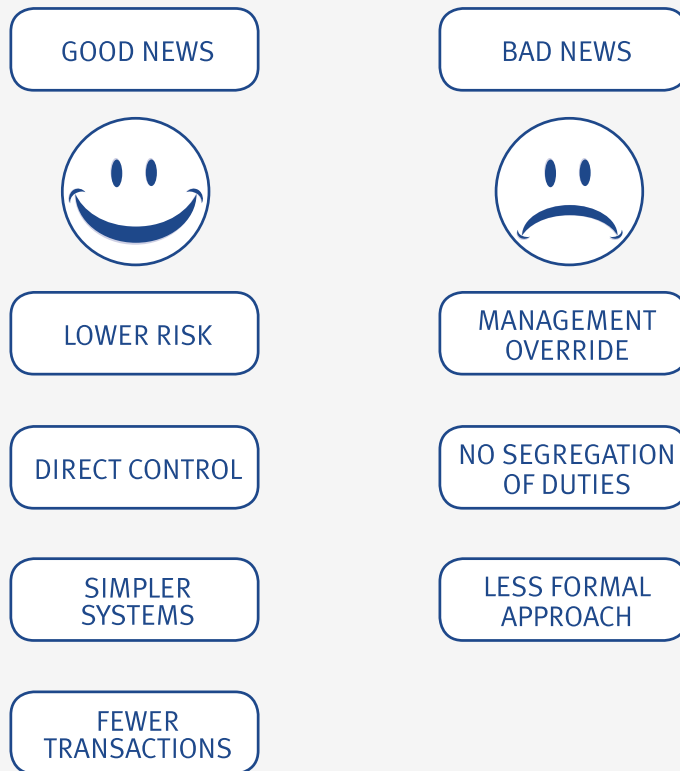 GOOD NEWS
BAD NEWS
LOWER RISK
MANAGEMENT
OVERRIDE
DIRECT CONTROL
NO SEGREGATION
OF DUTIES
SIMPLER
SYSTEMS
LESS FORMAL
APPROACH
FEWER
TRANSACTIONS